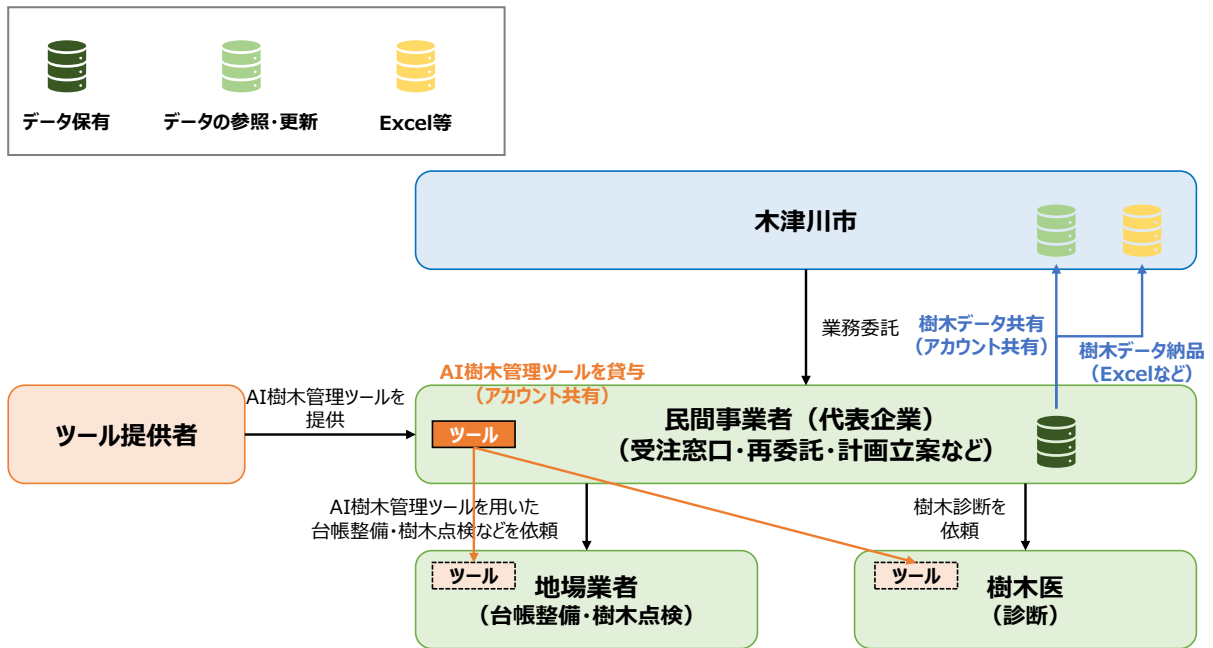 データ保有
データの参照・更新
Excel等
木津川市
業務委託
樹木データ共有
（アカウント共有）
樹木データ納品
（Excelなど）
AI樹木管理ツールを貸与
（アカウント共有）
AI樹木管理ツールを
提供
ツール提供者
ツール
民間事業者（代表企業）
（受注窓口・再委託・計画立案など）
AI樹木管理ツールを用いた
台帳整備・樹木点検などを依頼
樹木診断を
依頼
ツール
地場業者
（台帳整備・樹木点検）
ツール
樹木医
（診断）